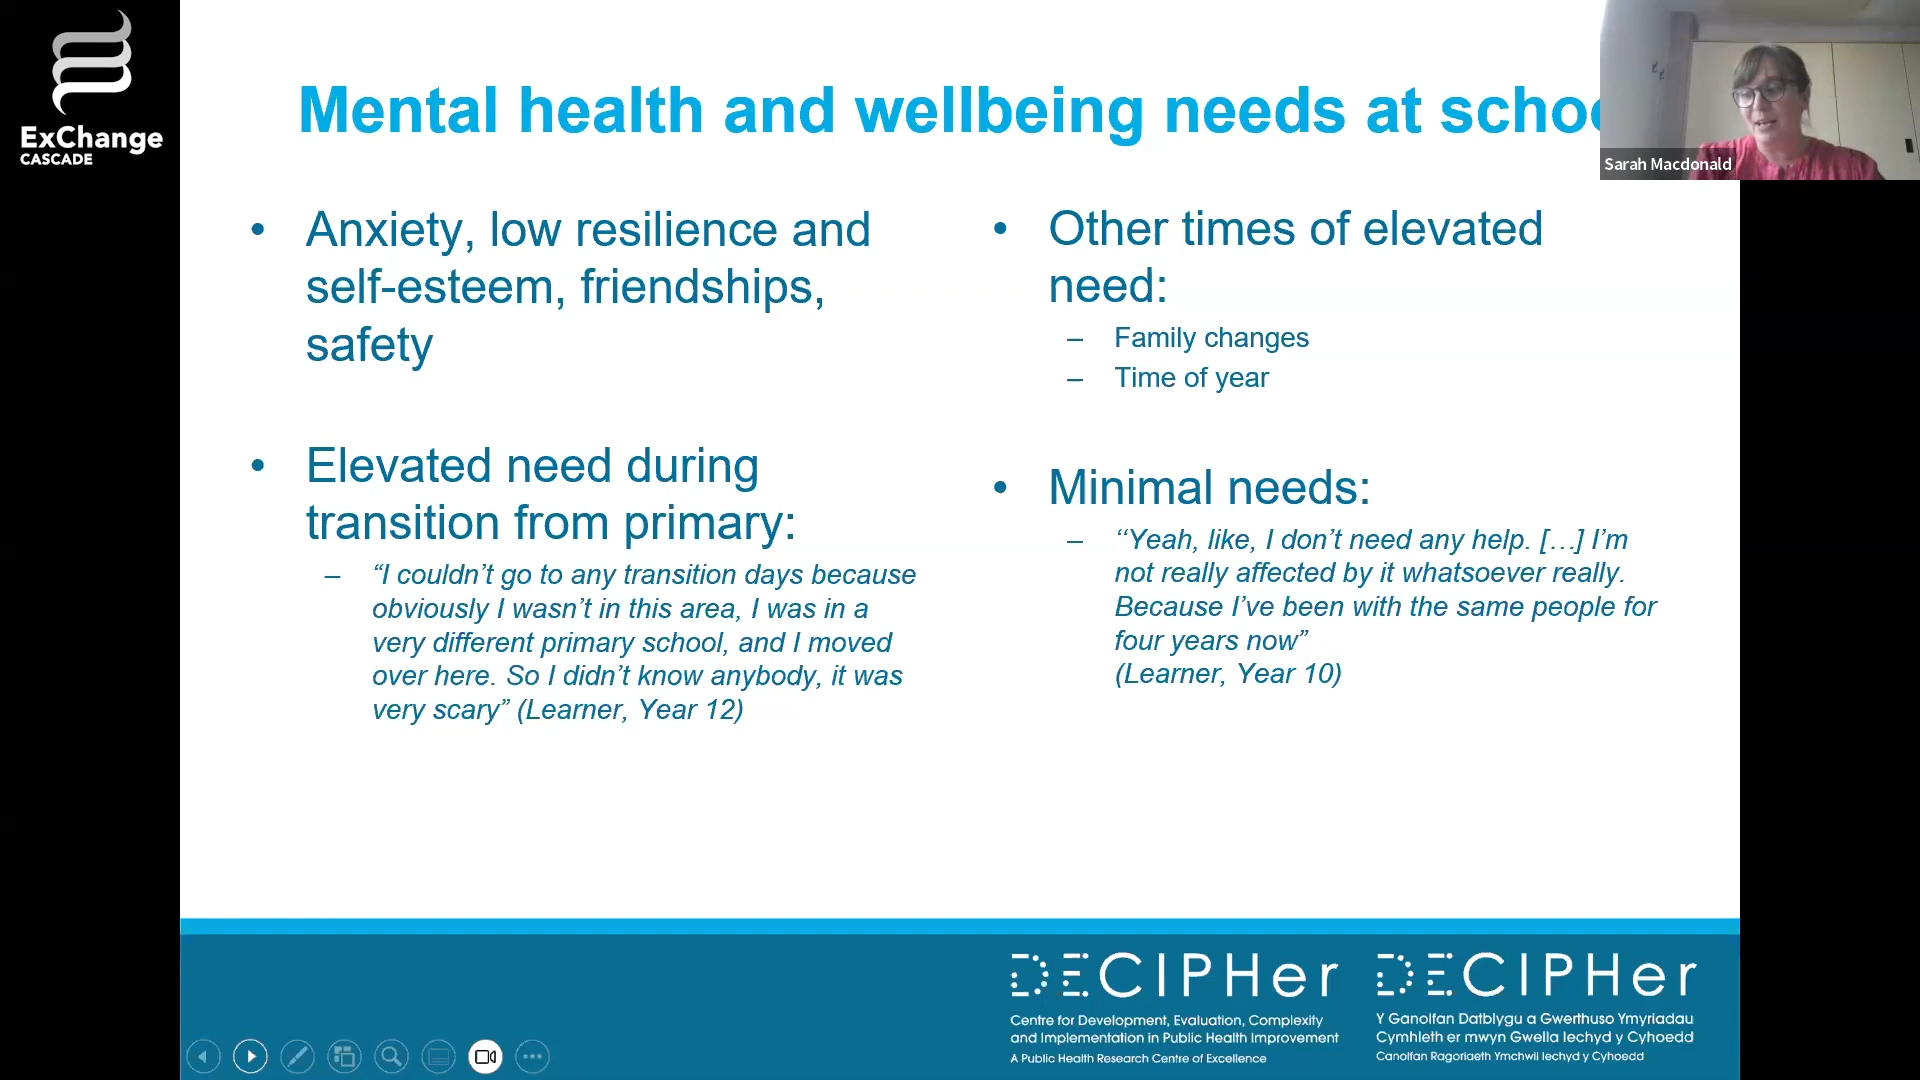 ExChange
CASCADE
Mental health and wellbeing needs at schoo
Sarah Macdonald
• Anxiety, low resilience and
self-esteem, friendships,
safety
• Elevated need during
transition from primary:
– “I couldn’t go to any transition days because
obviously I wasn’t in this area, I was in a
very different primary school, and I moved
over here. So I didn’t know anybody, it was
very scary” (Learner, Year 12)
• Other times of elevated
need:
– Family changes
– Time of year
• Minimal needs:
– “Yeah, like, I don’t need any help. […] I’m
not really affected by it whatsoever really.
Because I’ve been with the same people for
four years now”
(Learner, Year 10)
DECIPHer
Centre for Development, Evaluation, Complexity
and Implementation in Public Health Improvement
A Public Health Research Centre of Excellence
DECIPHer
Y Ganolfan Datblygu a Gwerthuso Ymyriadau
Cymhleth er mwyn Gwella Iechyd y Cyhoedd
Canolfan Ragoriaeth Ymchwil Iechyd y Cyhoedd